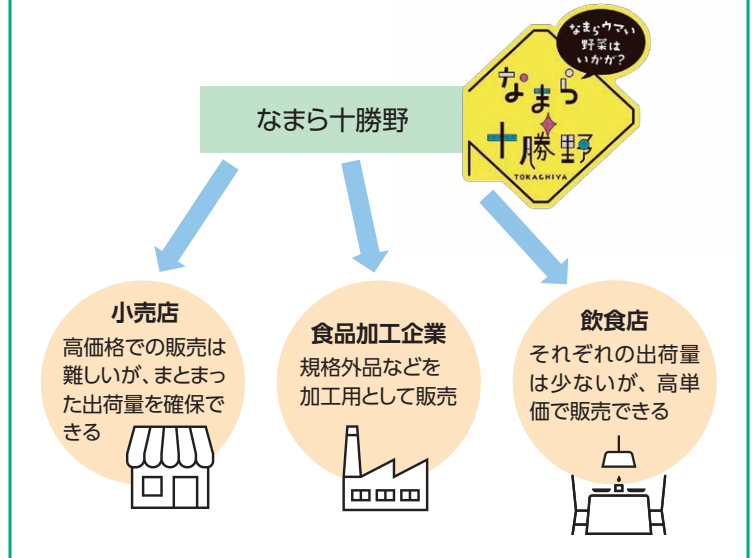 なまらウマい
野菜は
いかが?
なまら
十勝野
TOKACHIYA
なまら十勝野
小売店
高価格での販売は
難しいが、まとまっ
た出荷量を確保で
きる
食品加工企業
規格外品などを
加工用として販売
飲食店
それぞれの出荷量
は少ないが、高単
価で販売できる